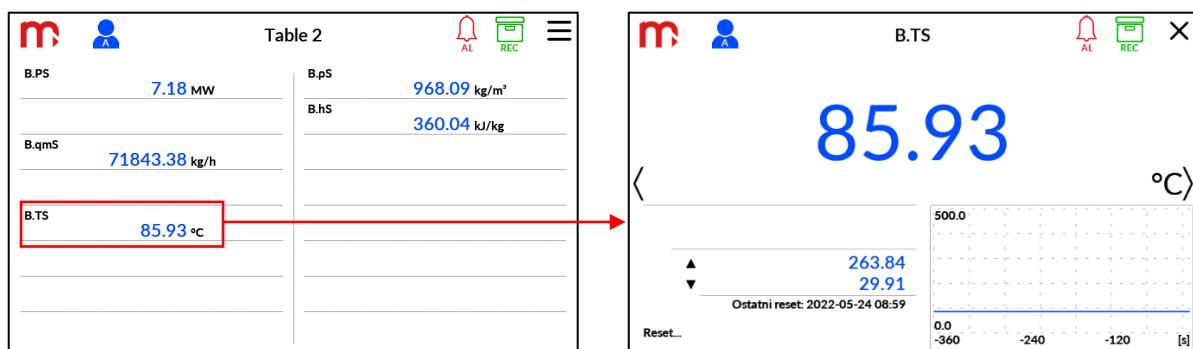 A
Table 2
AL
REC
B.PS
7.18 MW
B.qmS
71843.38 kg/h
B.TS
85.93 °C
B.ρS
968.09 kg/m³
B.hS
360.04 kJ/kg
A
B.TS
AL
REC
85.93
°C
▲ 263.84
▼ 29.91
Ostatni reset: 2022-05-24 08:59
Reset...
500.0
0.0
-360 -240 -120 [s]